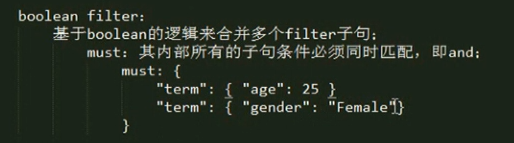 boolean filter:
基于boolean的逻辑来合并多个filter子句;
must: 其内部所有的子句条件必须同时匹配, 即and;
must: {
"term": { "age": 25 }
"term": { "gender": "Female"}
}